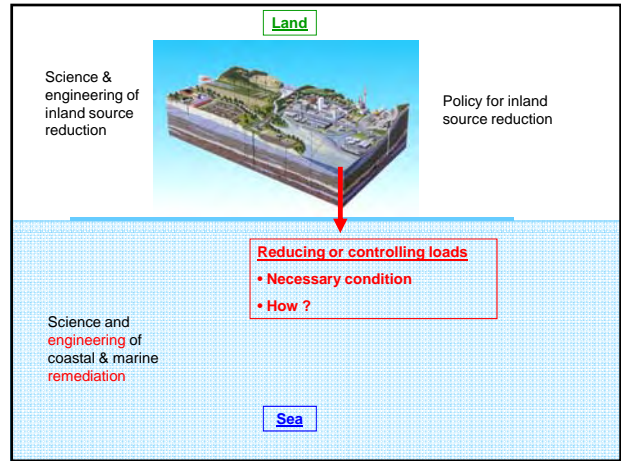 Land
Science &
engineering of
inland source
reduction
Policy for inland
source reduction
Reducing or controlling loads
• Necessary condition
• How ?
Science and
engineering of
coastal & marine
remediation
Sea